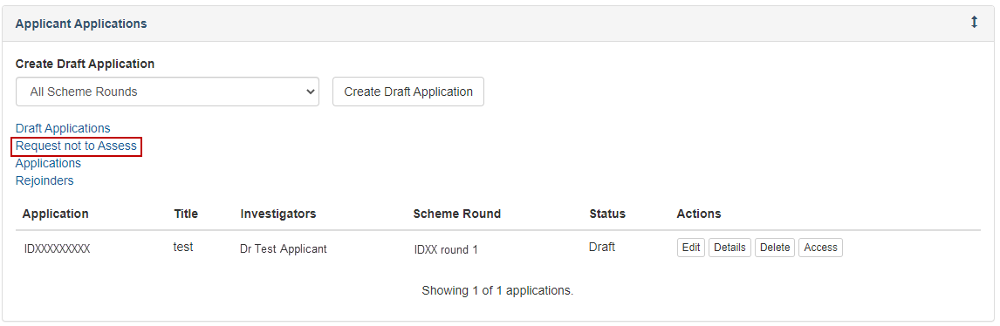 Applicant Applications
Create Draft Application
All Scheme Rounds Create Draft Application
Draft Applications
Request not to Assess
Applications
Rejoinders
Application Title Investigators Scheme Round Status Actions
IDXXXXXXXXX test Dr Test Applicant IDXX round 1 Draft Edit Details Delete Access
Showing 1 of 1 applications.